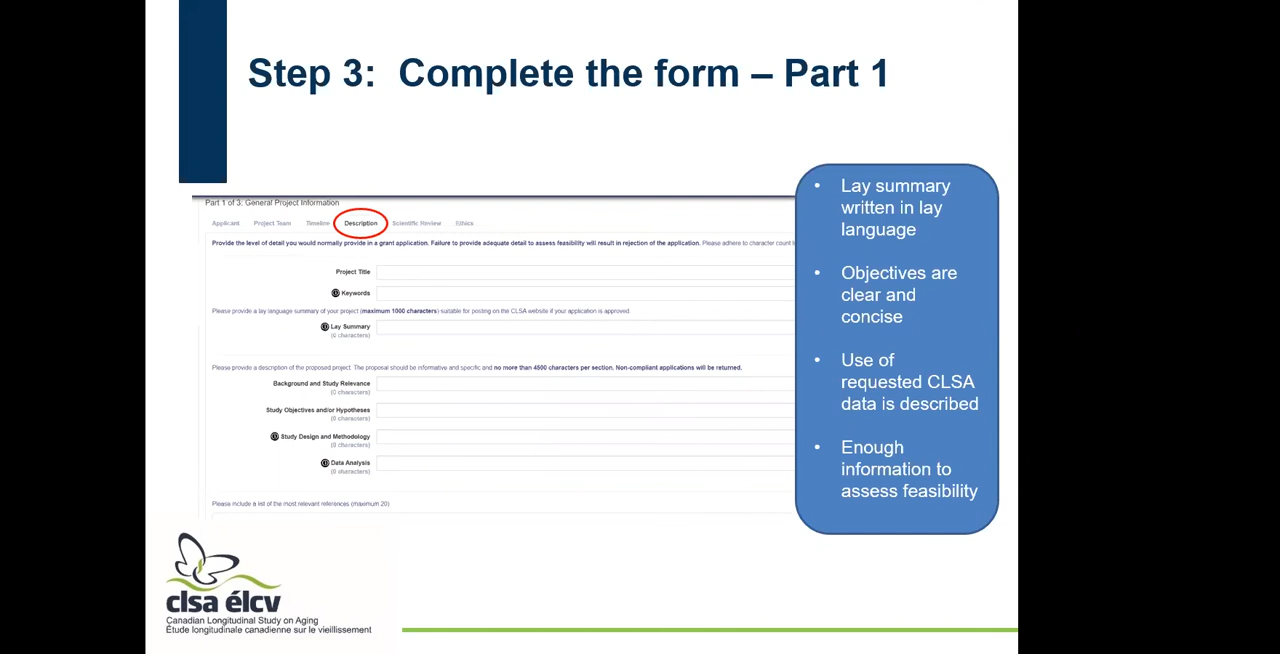 Step 3: Complete the form – Part 1
Part 1 of 3: General Project Information
Applicant Project Team Timeline Description Scientific Review Ethics
Provide the level of detail you would normally provide in a grant application. Failure to provide adequate detail to assess feasibility will result in rejection of the application. Please adhere to character count
Project Title
Keywords
Please provide a lay language summary of your project (maximum 1000 characters) suitable for posting on the CLSA website if your application is approved.
Lay Summary
(0 characters)
Please provide a description of the proposed project. The proposal should be informative and specific and no more than 4500 characters per section. Non-compliant applications will be returned.
Background and Study Relevance
(0 characters)
Study Objectives and/or Hypotheses
(0 characters)
Study Design and Methodology
(0 characters)
Data Analysis
(0 characters)
Please include a list of the most relevant references (maximum 20)
• Lay summary
written in lay
language
• Objectives are
clear and
concise
• Use of
requested CLSA
data is described
• Enough
information to
assess feasibility
clsa élcv
Canadian Longitudinal Study on Aging
Étude longitudinale canadienne sur le vieillissement